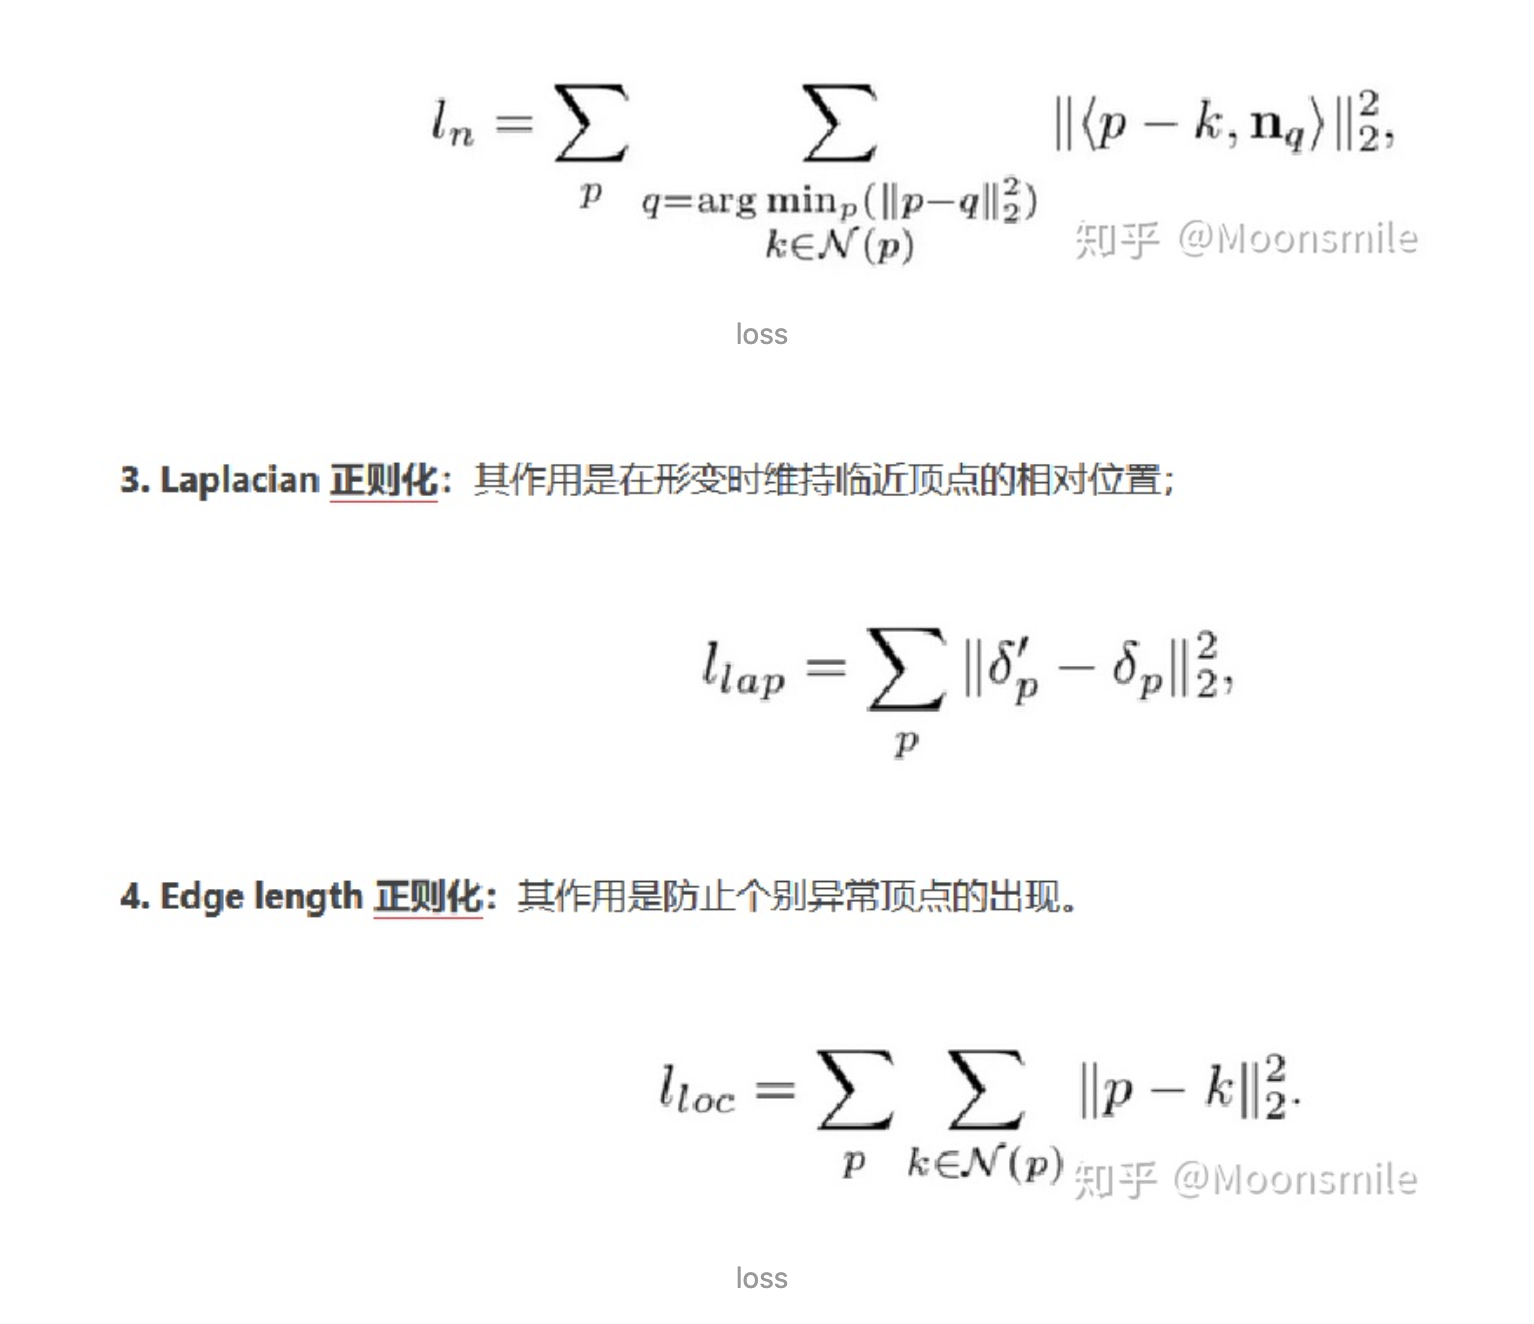 l_n = \sum_p \sum_{\substack{q=\arg\min_p(\|p-q\|_2^2) \\ k\in\mathcal{N}(p)}} \|\langle p-k, \mathbf{n}_q\rangle\|_2^2,
知乎 @Moonsmile
loss
3. Laplacian 正则化：其作用是在形变时维持临近顶点的相对位置;
l_{lap} = \sum_p \|\delta'_p - \delta_p\|_2^2,
4. Edge length 正则化：其作用是防止个别异常顶点的出现。
l_{loc} = \sum_p \sum_{k\in\mathcal{N}(p)} \|p-k\|_2^2.
知乎 @Moonsmile
loss